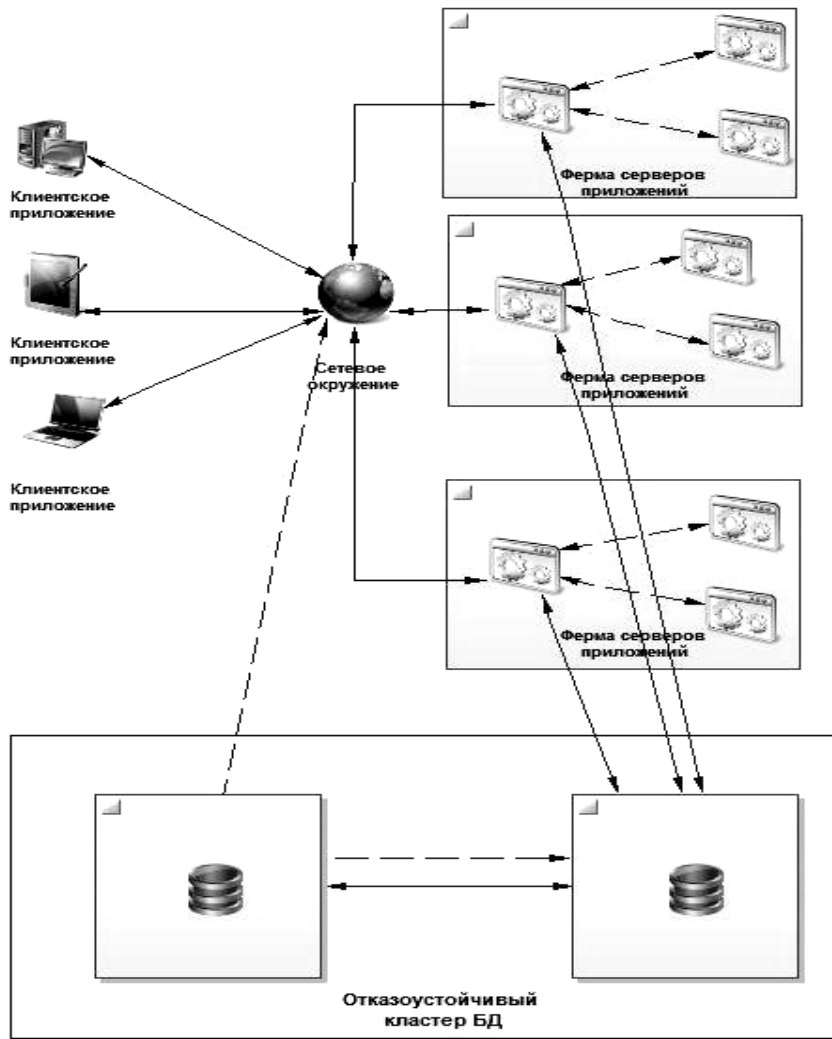 Клиентское
приложение
Клиентское
приложение
Клиентское
приложение
Сетевое
окружение
Ферма серверов
приложений
Ферма серверов
приложений
Ферма серверов
приложений
Отказоустойчивый
кластер БД